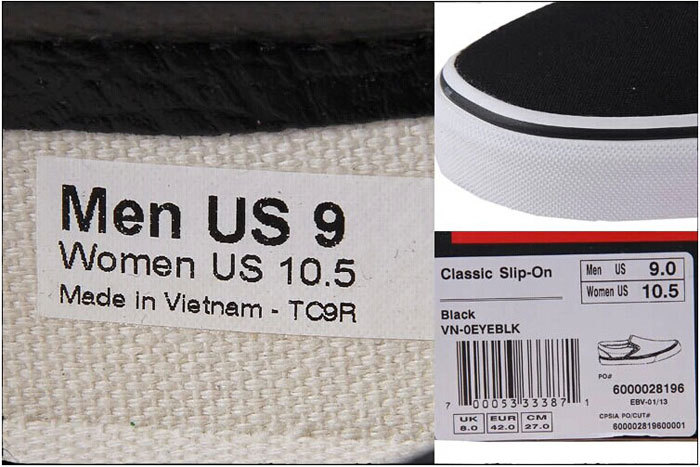 Men US 9
Women US 10.5
Made in Vietnam - TC9R
Classic Slip-On
Men US 9.0
Women US 10.5
Black
VN-0EYEBLK
PO#
6000028196
EBV-01/13
CPSIA PO/CUT#
600002819600001
7 00053 33387 1
UK EUR CM
8.0 42.0 27.0